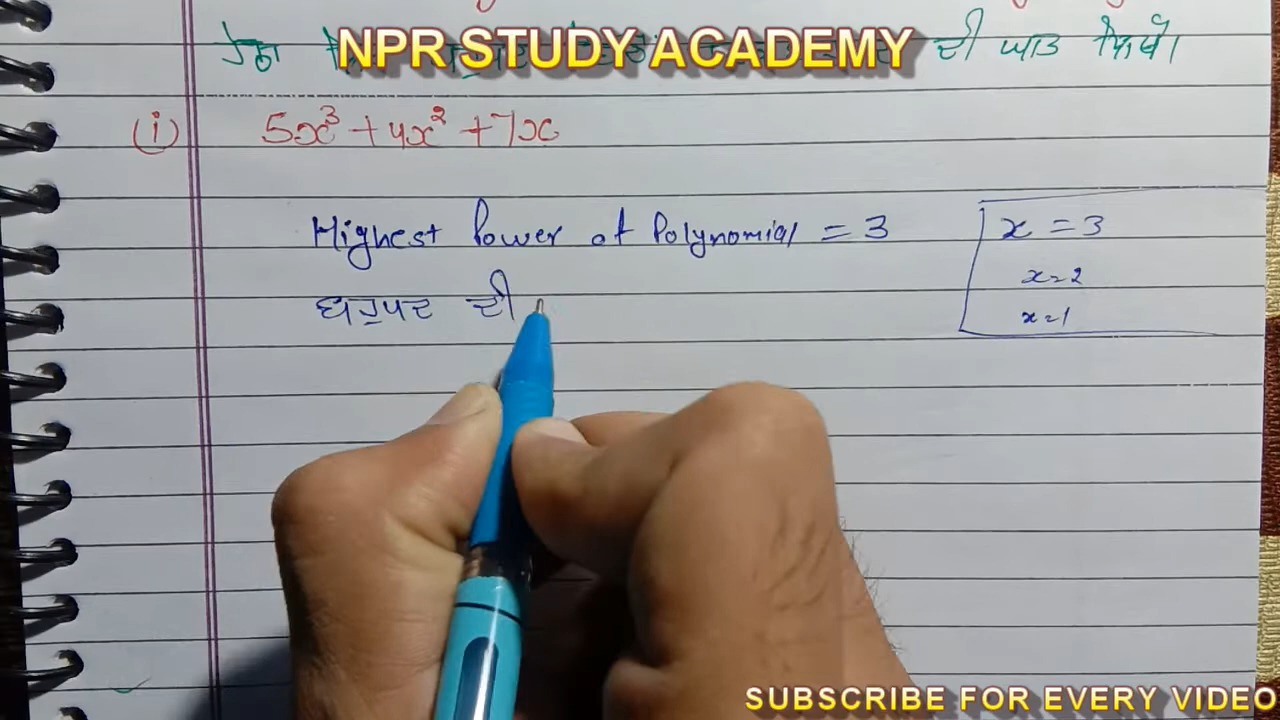 NPR STUDY ACADEMY
ਦੀ ਘਾਤ ਲਿਖੋ।
(i) 5x³ + 4x² + 7x
Highest Power of Polynomial = 3
x = 3
x = 2
x = 1
ਬਹੁਪਦ ਦੀ
SUBSCRIBE FOR EVERY VIDEO